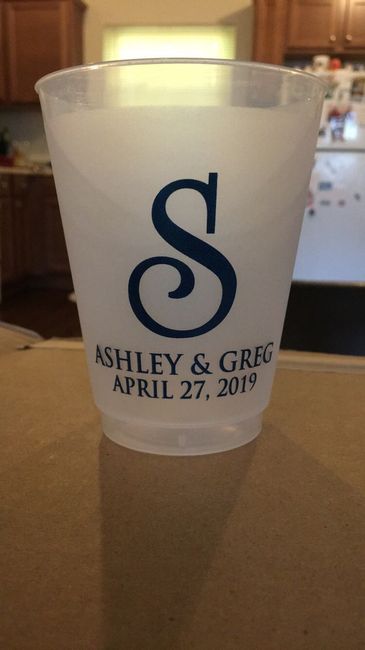 S
ASHLEY & GREG
APRIL 27, 2019